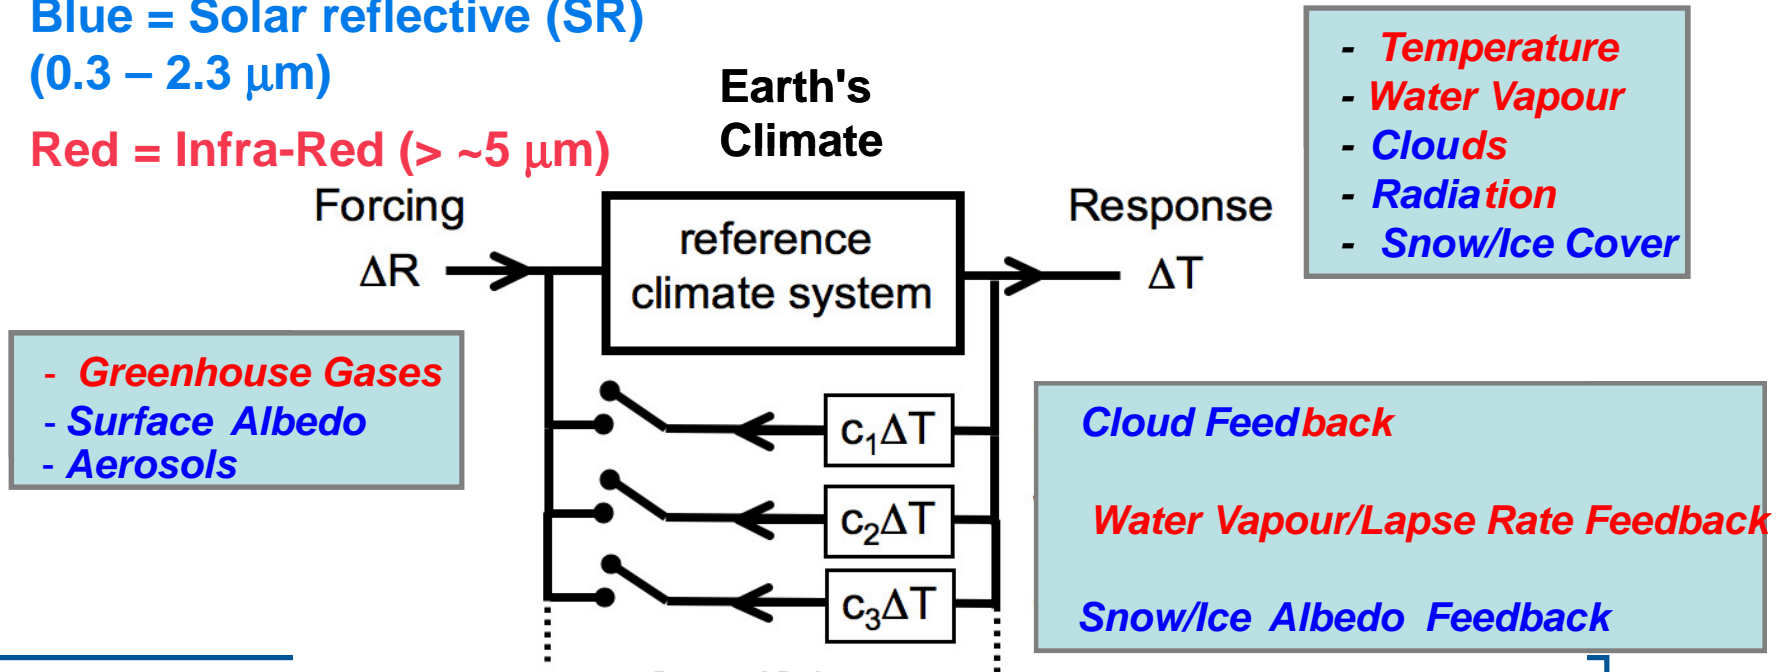 Blue = Solar reflective (SR)
(0.3 – 2.3 μm)
Red = Infra-Red (> ~5 μm)
Earth's
Climate
- Temperature
- Water Vapour
- Clouds
- Radiation
- Snow/Ice Cover
Forcing
ΔR
reference
climate system
Response
ΔT
- Greenhouse Gases
- Surface Albedo
- Aerosols
c₁ΔT
c₂ΔT
c₃ΔT
Cloud Feedback
Water Vapour/Lapse Rate Feedback
Snow/Ice Albedo Feedback